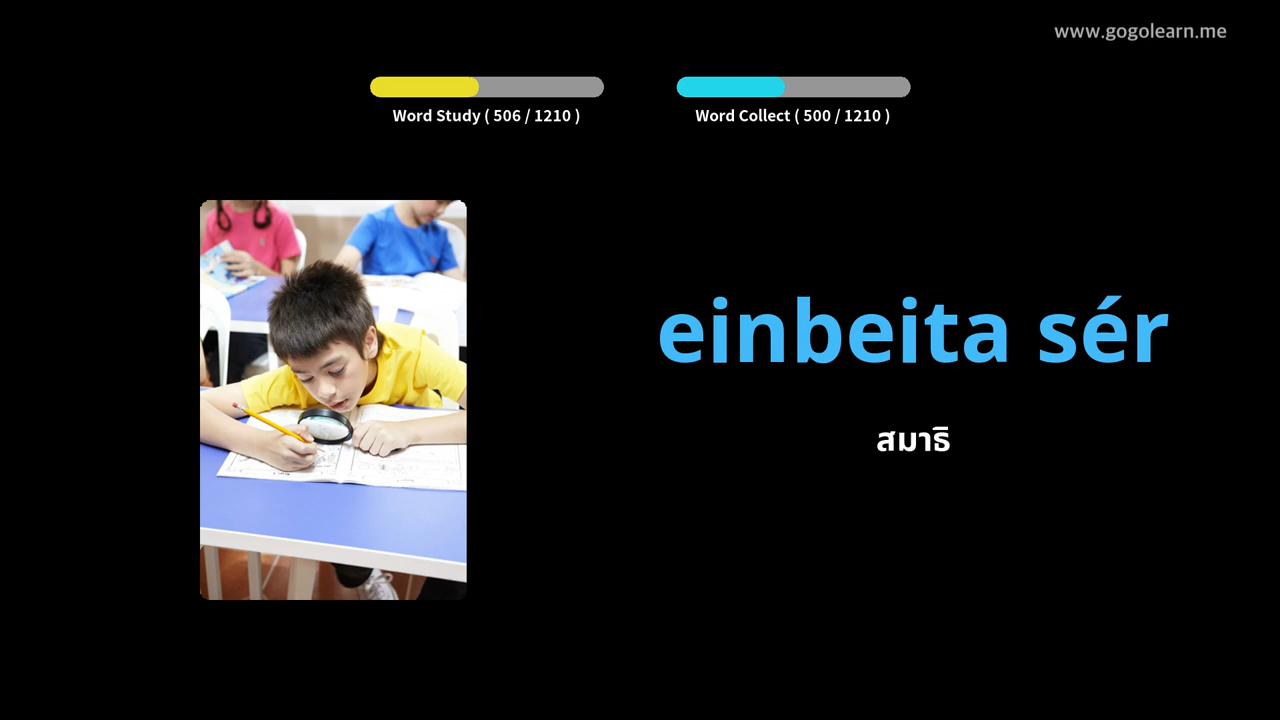 www.gogolearn.me
Word Study ( 506 / 1210 )
Word Collect ( 500 / 1210 )
einbeita sér
สมาธิ